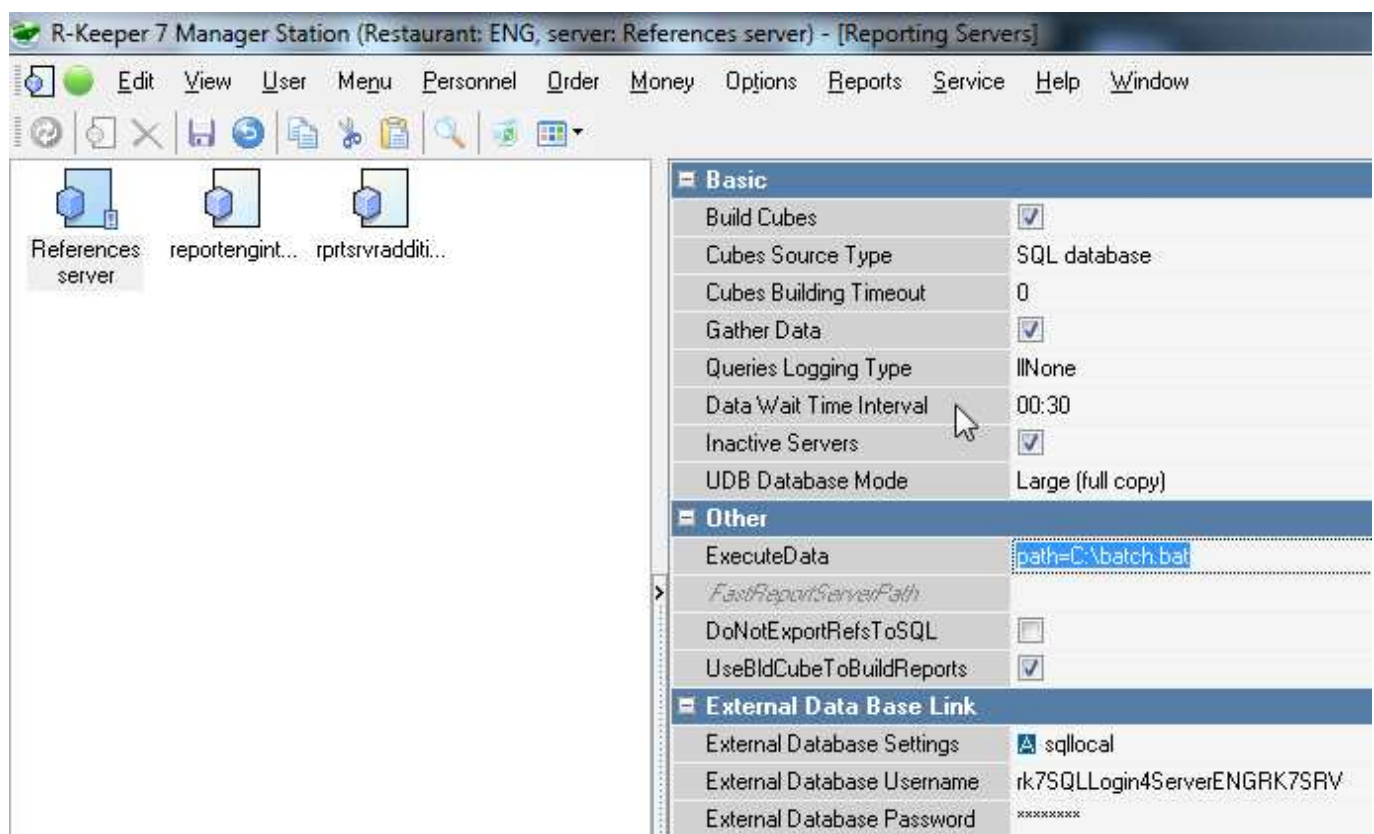 R-Keeper 7 Manager Station (Restaurant: ENG, server: References server) - [Reporting Servers]
Edit View User Menu Personnel Order Money Options Reports Service Help Window
References server
reportengint...
rprtsrvradditi...
Basic
Build Cubes
Cubes Source Type SQL database
Cubes Building Timeout 0
Gather Data
Queries Logging Type llNone
Data Wait Time Interval 00:30
Inactive Servers
UDB Database Mode Large (full copy)
Other
ExecuteData path=C:\batch.bat
FastReportServerPath
DoNotExportRefsToSQL
UseBldCubeToBuildReports
External Data Base Link
External Database Settings sqllocal
External Database Username rk7SQLLogin4ServerENGRK7SRV
External Database Password ********